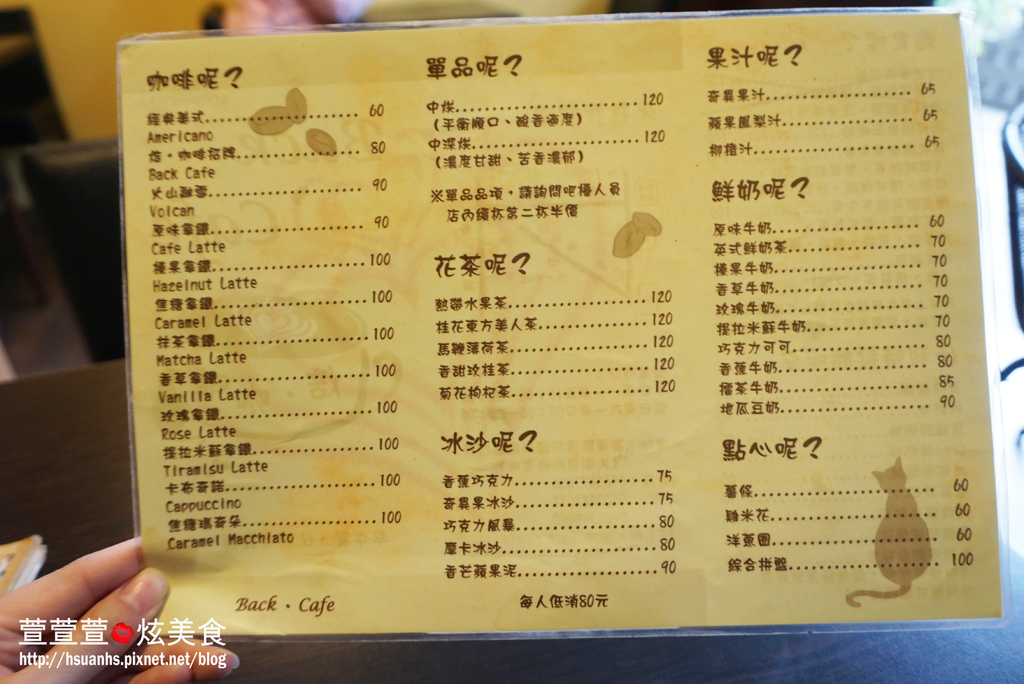 咖啡呢？
經典美式 60
Americano
焙·咖啡招牌 80
Back Cafe
火山融雪 90
Volcan
原味拿鐵 90
Cafe Latte
榛果拿鐵 100
Hazelnut Latte
焦糖拿鐵 100
Caramel Latte
抹茶拿鐵 100
Matcha Latte
香草拿鐵 100
Vanilla Latte
玫瑰拿鐵 100
Rose Latte
提拉米蘇拿鐵 100
Tiramisu Latte
卡布奇諾 100
Cappuccino
焦糖瑪奇朵 100
Caramel Macchiato
Back · Cafe
單品呢？
中焙 120
(平衡順口、酸香適度)
中深焙 120
(濃度甘甜、苦香濃郁)
※單品品項，請詢問吧檯人員
店內續杯第二杯半價
花茶呢？
熱帶水果茶 120
桂花東方美人茶 120
馬鞭薄荷茶 120
香甜玫桂茶 120
菊花枸杞茶 120
冰沙呢？
香蕉巧克力 75
奇異果冰沙 75
巧克力風暴 80
摩卡冰沙 80
香芒蘋果泥 90
每人低消80元
果汁呢？
奇異果汁 65
蘋果鳳梨汁 65
柳橙汁 65
鮮奶呢？
原味牛奶 60
英式鮮奶茶 70
榛果牛奶 70
香草牛奶 70
玫瑰牛奶 70
提拉米蘇牛奶 70
巧克力可可 80
香蕉牛奶 80
擂茶牛奶 85
地瓜豆奶 90
點心呢？
薯條 60
雞米花 60
洋蔥圈 60
綜合拼盤 100
萱萱萱 炫美食
http://hsuanhs.pixnet.net/blog